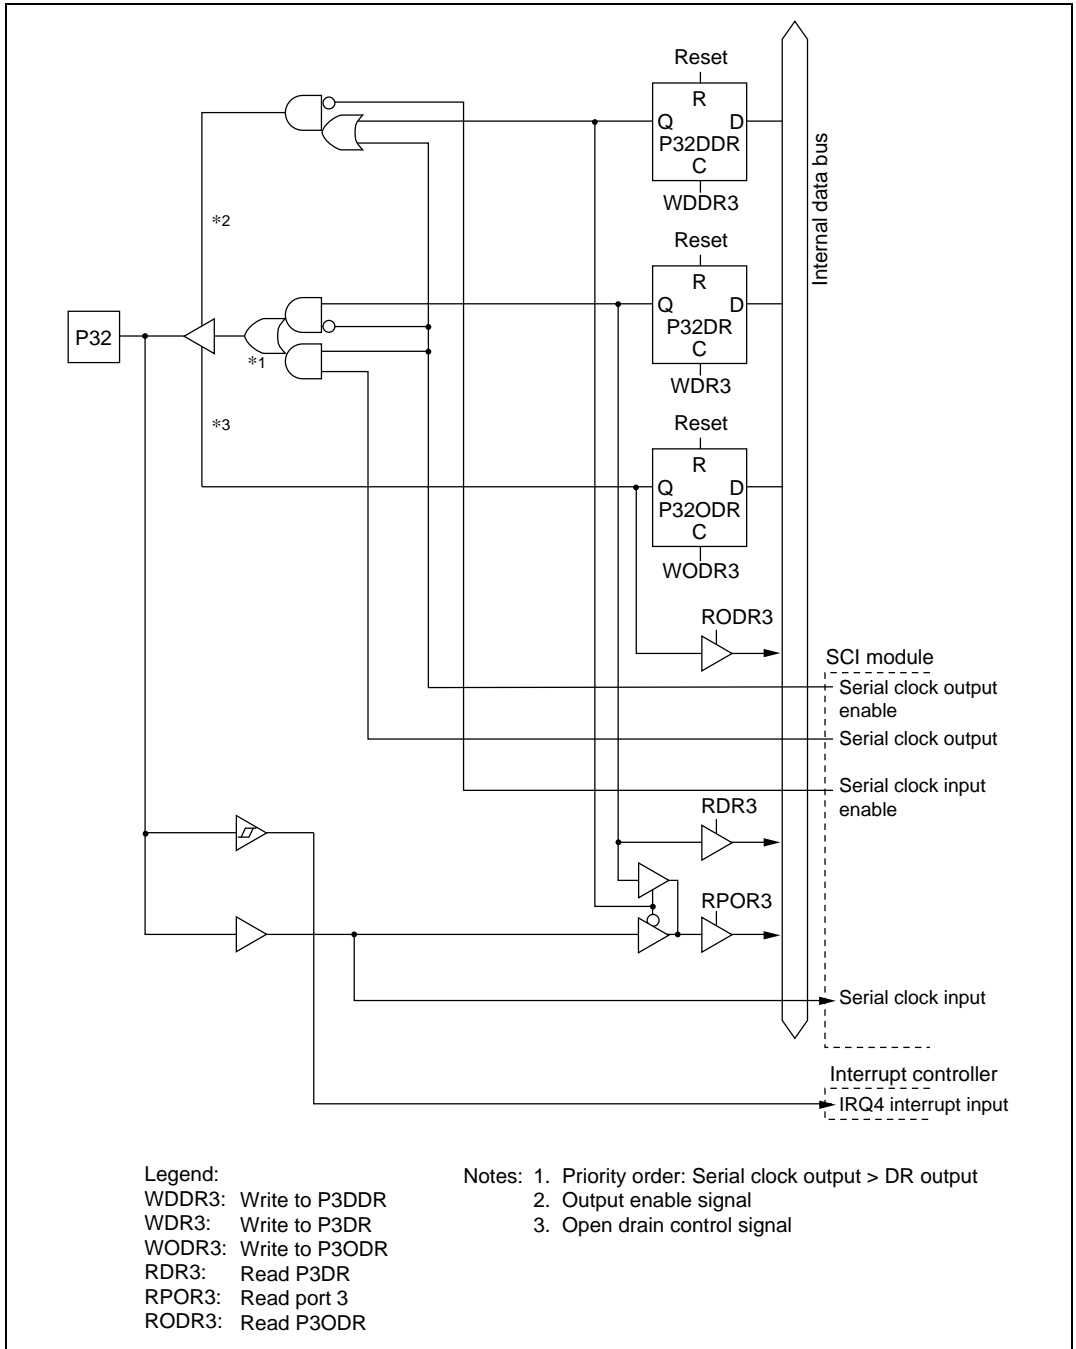 Reset
R
Q D
P32DDR
C
WDDR3
Internal data bus
*2
Reset
R
Q D
P32DR
C
WDR3
P32
*1
*3
Reset
R
Q D
P32ODR
C
WODR3
RODR3
SCI module
Serial clock output
enable
Serial clock output
Serial clock input
enable
RDR3
RPOR3
Serial clock input
Interrupt controller
IRQ4 interrupt input
Legend:
WDDR3: Write to P3DDR
WDR3: Write to P3DR
WODR3: Write to P3ODR
RDR3: Read P3DR
RPOR3: Read port 3
RODR3: Read P3ODR
Notes: 1. Priority order: Serial clock output > DR output
2. Output enable signal
3. Open drain control signal